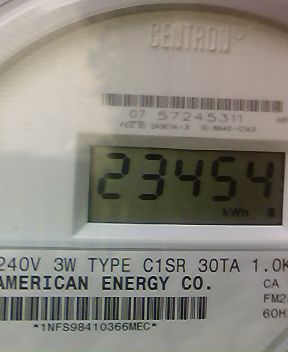 CENTRON®
07 57245311
23454
kWh
240V 3W TYPE C1SR 30TA 1.0K
AMERICAN ENERGY CO.
CA
FM2
60H
*1NFS98410366MEC*